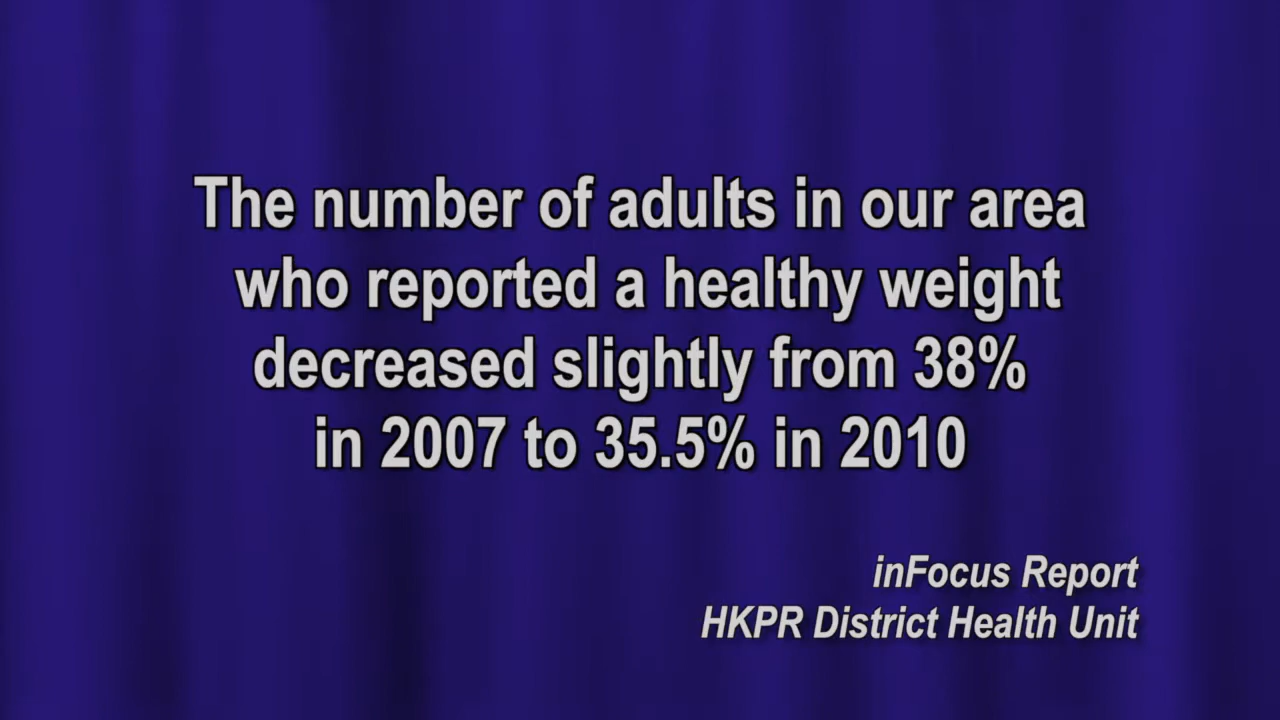 The number of adults in our area
who reported a healthy weight
decreased slightly from 38%
in 2007 to 35.5% in 2010
inFocus Report
HKPR District Health Unit